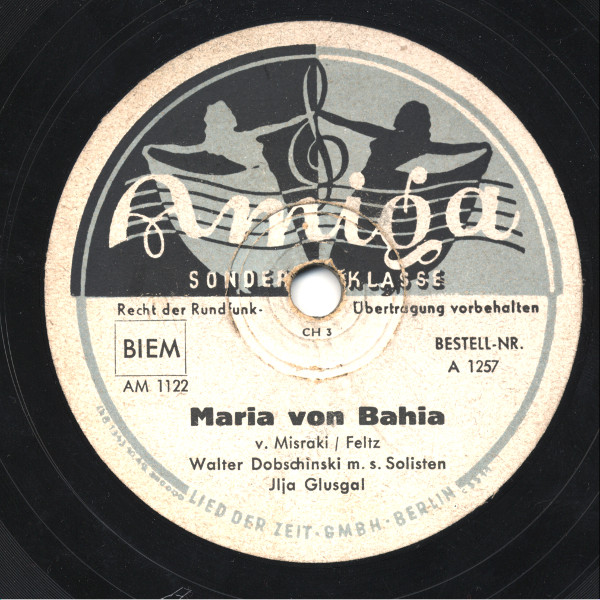 Amiga
SONDER KLASSE
Recht der Rundfunk- Übertragung vorbehalten
CH 3
BIEM
BESTELL-NR.
AM 1122
A 1257
Maria von Bahia
v. Misraki / Feltz
Walter Dobschinski m. s. Solisten
Jlja Glusgal
LIED DER ZEIT · GMBH · BERLIN